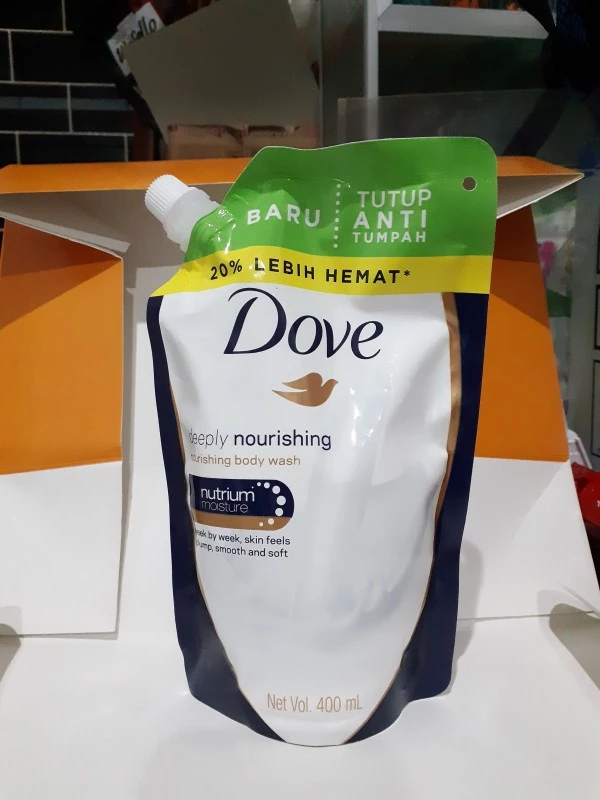 BARU
TUTUP
ANTI
TUMPAH
20% LEBIH HEMAT*
Dove
deeply nourishing
nourishing body wash
nutrium
moisture
week by week, skin feels
plump, smooth and soft
Net Vol. 400 mL